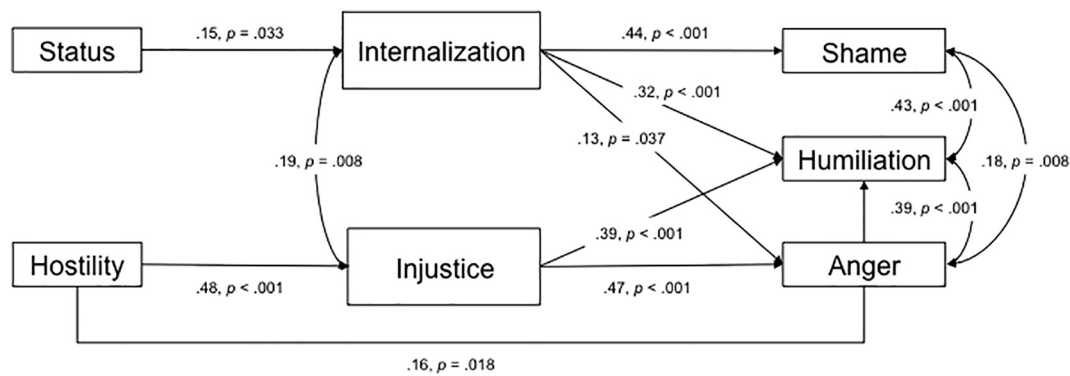 .15, p = .033
Status
Internalization
.44, p < .001
Shame
.32, p < .001
.43, p < .001
.13, p = .037
.19, p = .008
Humiliation
.18, p = .008
.39, p < .001
.39, p < .001
Hostility
Injustice
Anger
.48, p < .001
.47, p < .001
.16, p = .018